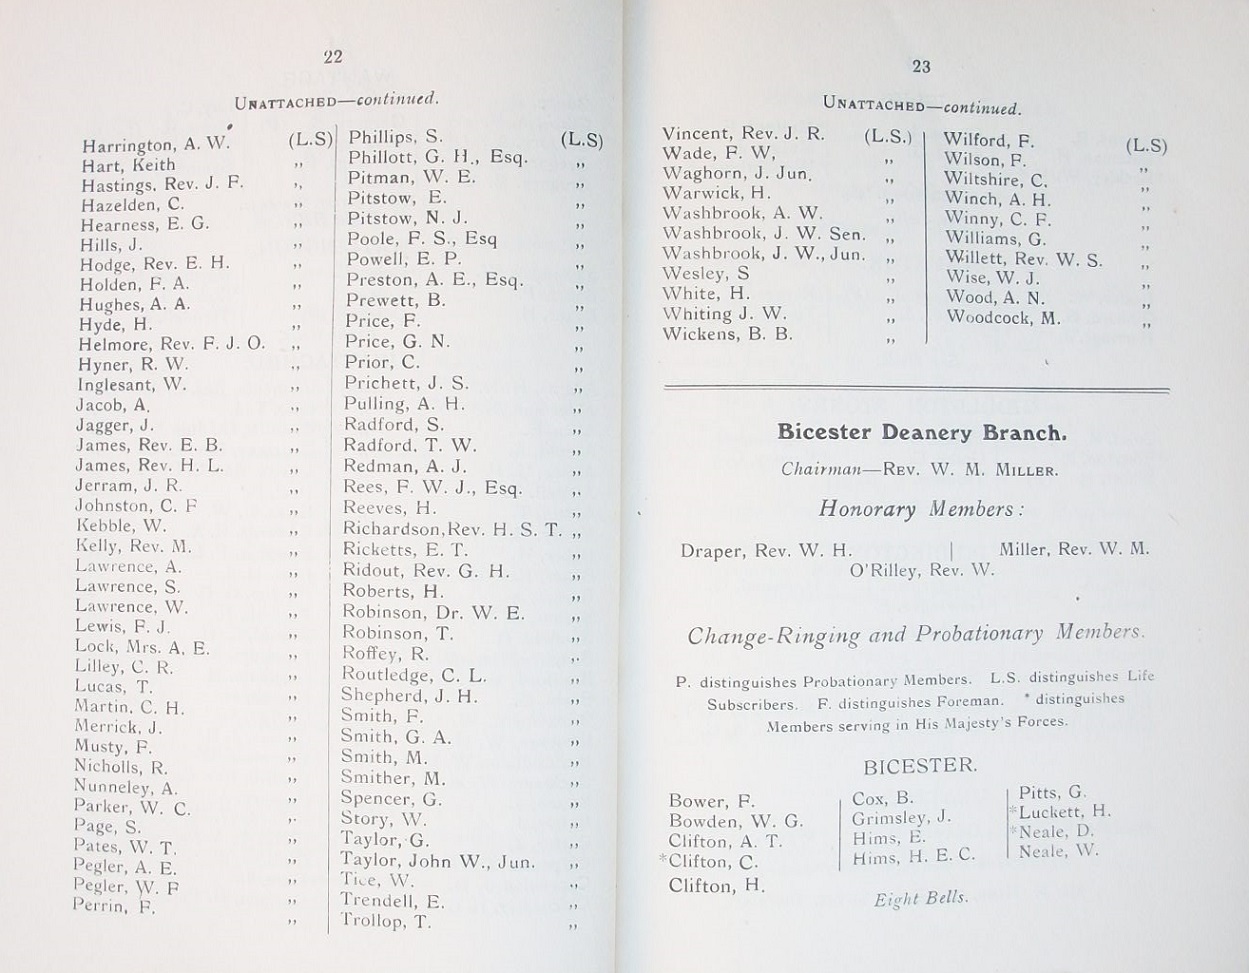 22
UNATTACHED—continued.
Harrington, A. W. (L.S)
Hart, Keith ,,
Hastings, Rev. J. F. ,,
Hazelden, C. ,,
Hearness, E. G. ,,
Hills, J. ,,
Hodge, Rev. E. H. ,,
Holden, F. A. ,,
Hughes, A. A. ,,
Hyde, H. ,,
Helmore, Rev. F. J. O. ,,
Hyner, R. W. ,,
Inglesant, W. ,,
Jacob, A. ,,
Jagger, J. ,,
James, Rev. E. B. ,,
James, Rev. H. L. ,,
Jerram, J. R. ,,
Johnston, C. F ,,
Kebble, W. ,,
Kelly, Rev. M. ,,
Lawrence, A. ,,
Lawrence, S. ,,
Lawrence, W. ,,
Lewis, F. J. ,,
Lock, Mrs. A. E. ,,
Lilley, C. R. ,,
Lucas, T. ,,
Martin, C. H. ,,
Merrick, J. ,,
Musty, F. ,,
Nicholls, R. ,,
Nunneley, A. ,,
Parker, W. C. ,,
Page, S. ,,
Pates, W. T. ,,
Pegler, A. E. ,,
Pegler, W. F ,,
Perrin, F. ,,
Phillips, S. (L.S)
Phillott, G. H., Esq. ,,
Pitman, W. E. ,,
Pitstow, E. ,,
Pitstow, N. J. ,,
Poole, F. S., Esq ,,
Powell, E. P. ,,
Preston, A. E., Esq. ,,
Prewett, B. ,,
Price, F. ,,
Price, G. N. ,,
Prior, C. ,,
Prichett, J. S. ,,
Pulling, A. H. ,,
Radford, S. ,,
Radford. T. W. ,,
Redman, A. J. ,,
Rees, F. W. J., Esq. ,,
Reeves, H. ,,
Richardson, Rev. H. S. T. ,,
Ricketts, E. T. ,,
Ridout, Rev. G. H. ,,
Roberts, H. ,,
Robinson, Dr. W. E. ,,
Robinson, T. ,,
Roffey, R. ,,
Routledge, C. L. ,,
Shepherd, J. H. ,,
Smith, F. ,,
Smith, G. A. ,,
Smith, M. ,,
Smither, M. ,,
Spencer, G. ,,
Story, W. ,,
Taylor, G. ,,
Taylor, John W., Jun. ,,
Tice, W. ,,
Trendell, E. ,,
Trollop, T. ,,
23
UNATTACHED—continued.
Vincent, Rev. J. R. (L.S.)
Wade, F. W, ,,
Waghorn, J. Jun. ,,
Warwick, H. ,,
Washbrook, A. W. ,,
Washbrook, J. W. Sen. ,,
Washbrook, J. W., Jun. ,,
Wesley, S ,,
White, H. ,,
Whiting J. W. ,,
Wickens, B. B. ,,
Wilford, F. (L.S)
Wilson, F. ,,
Wiltshire, C. ,,
Winch, A. H. ,,
Winny, C. F. ,,
Williams, G. ,,
Willett, Rev. W. S. ,,
Wise, W. J. ,,
Wood, A. N. ,,
Woodcock, M. ,,
Bicester Deanery Branch.
Chairman—REV. W. M. MILLER.
Honorary Members :
Draper, Rev. W. H. Miller, Rev. W. M.
O'Rilley, Rev. W.
Change-Ringing and Probationary Members.
P. distinguishes Probationary Members. L.S. distinguishes Life
Subscribers. F. distinguishes Foreman. * distinguishes
Members serving in His Majesty's Forces.
BICESTER.
Bower, F.
Bowden, W. G.
Clifton, A. T.
*Clifton, C.
Clifton, H.
Cox, B.
Grimsley, J.
Hims, E.
Hims, H. E. C.
Pitts, G.
*Luckett, H.
*Neale, D.
Neale, W.
Eight Bells.